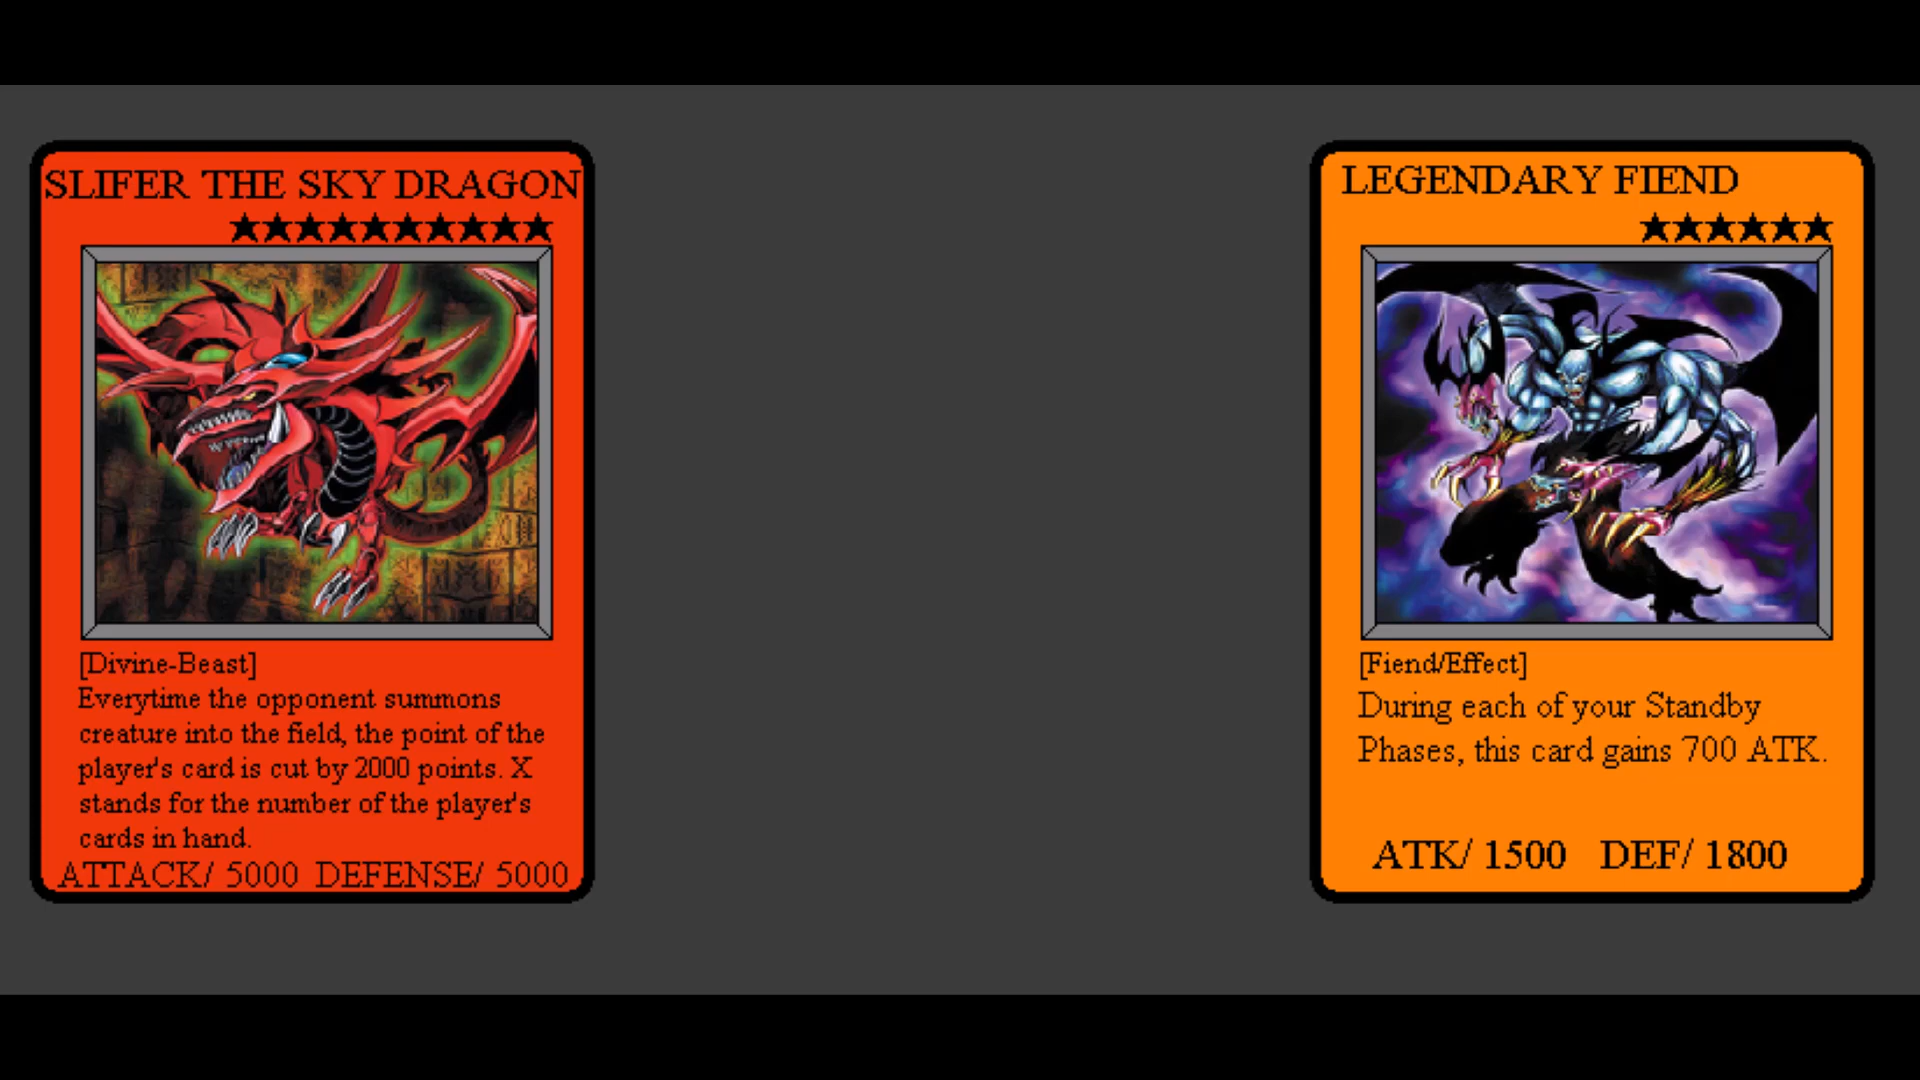 SLIFER THE SKY DRAGON
[Divine-Beast]
Everytime the opponent summons
creature into the field, the point of the
player's card is cut by 2000 points. X
stands for the number of the player's
cards in hand.
ATTACK/ 5000 DEFENSE/ 5000
LEGENDARY FIEND
[Fiend/Effect]
During each of your Standby
Phases, this card gains 700 ATK.
ATK/ 1500 DEF/ 1800